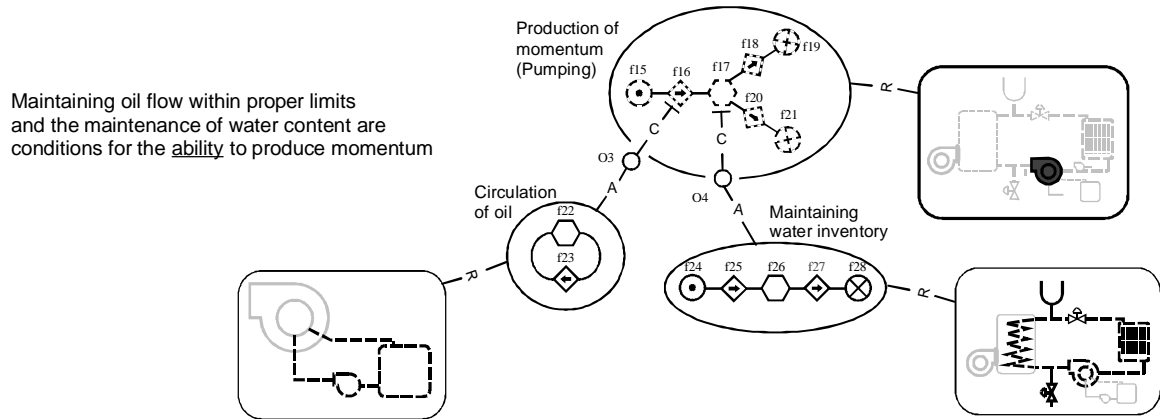 Production of
momentum
(Pumping)
f15
f16
f17
f18
f19
f20
f21
R
Maintaining oil flow within proper limits
and the maintenance of water content are
conditions for the ability to produce momentum
C
C
O3
O4
A
A
Circulation
of oil
f22
f23
R
Maintaining
water inventory
f24
f25
f26
f27
f28
R